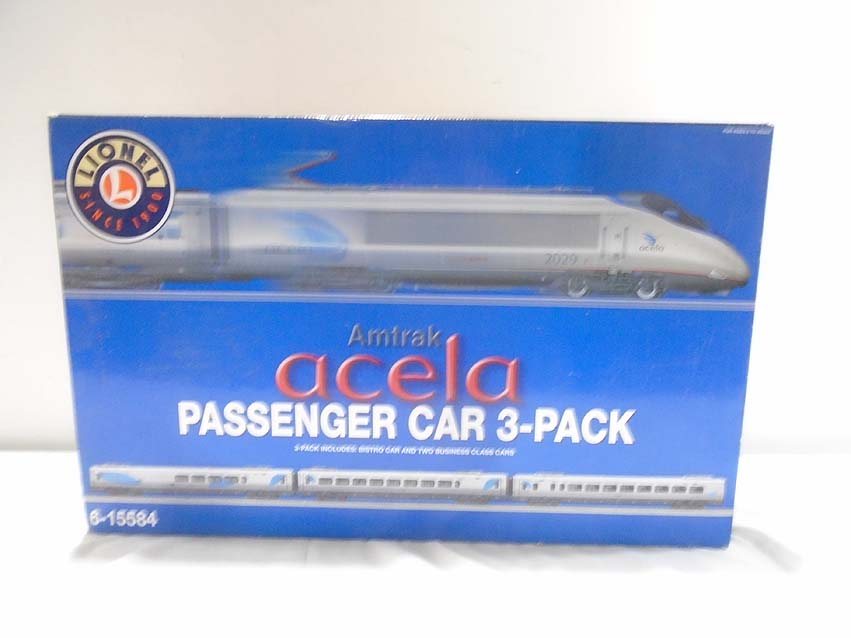 LIONEL
L
SINCE 1900
acela
2029
Amtrak
acela
PASSENGER CAR 3-PACK
3-PACK INCLUDES: BISTRO CAR AND TWO BUSINESS CLASS CARS
6-15584